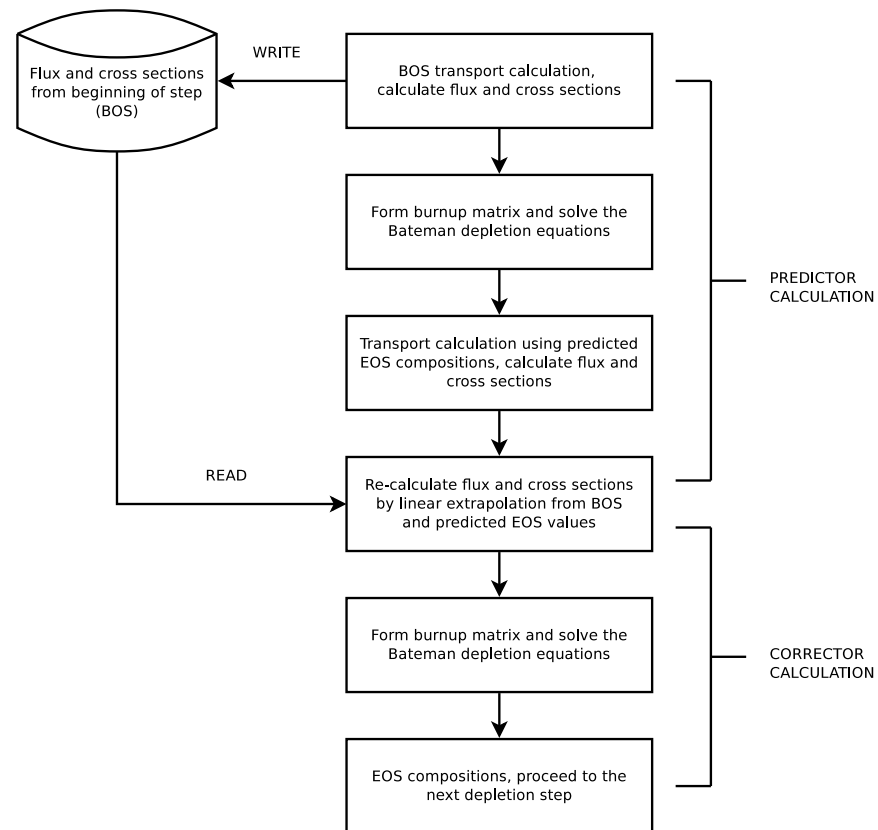 WRITE
Flux and cross sections
from beginning of step
(BOS)
BOS transport calculation,
calculate flux and cross sections
Form burnup matrix and solve the
Bateman depletion equations
PREDICTOR
CALCULATION
Transport calculation using predicted
EOS compositions, calculate flux and
cross sections
READ
Re-calculate flux and cross sections
by linear extrapolation from BOS
and predicted EOS values
Form burnup matrix and solve the
Bateman depletion equations
CORRECTOR
CALCULATION
EOS compositions, proceed to the
next depletion step